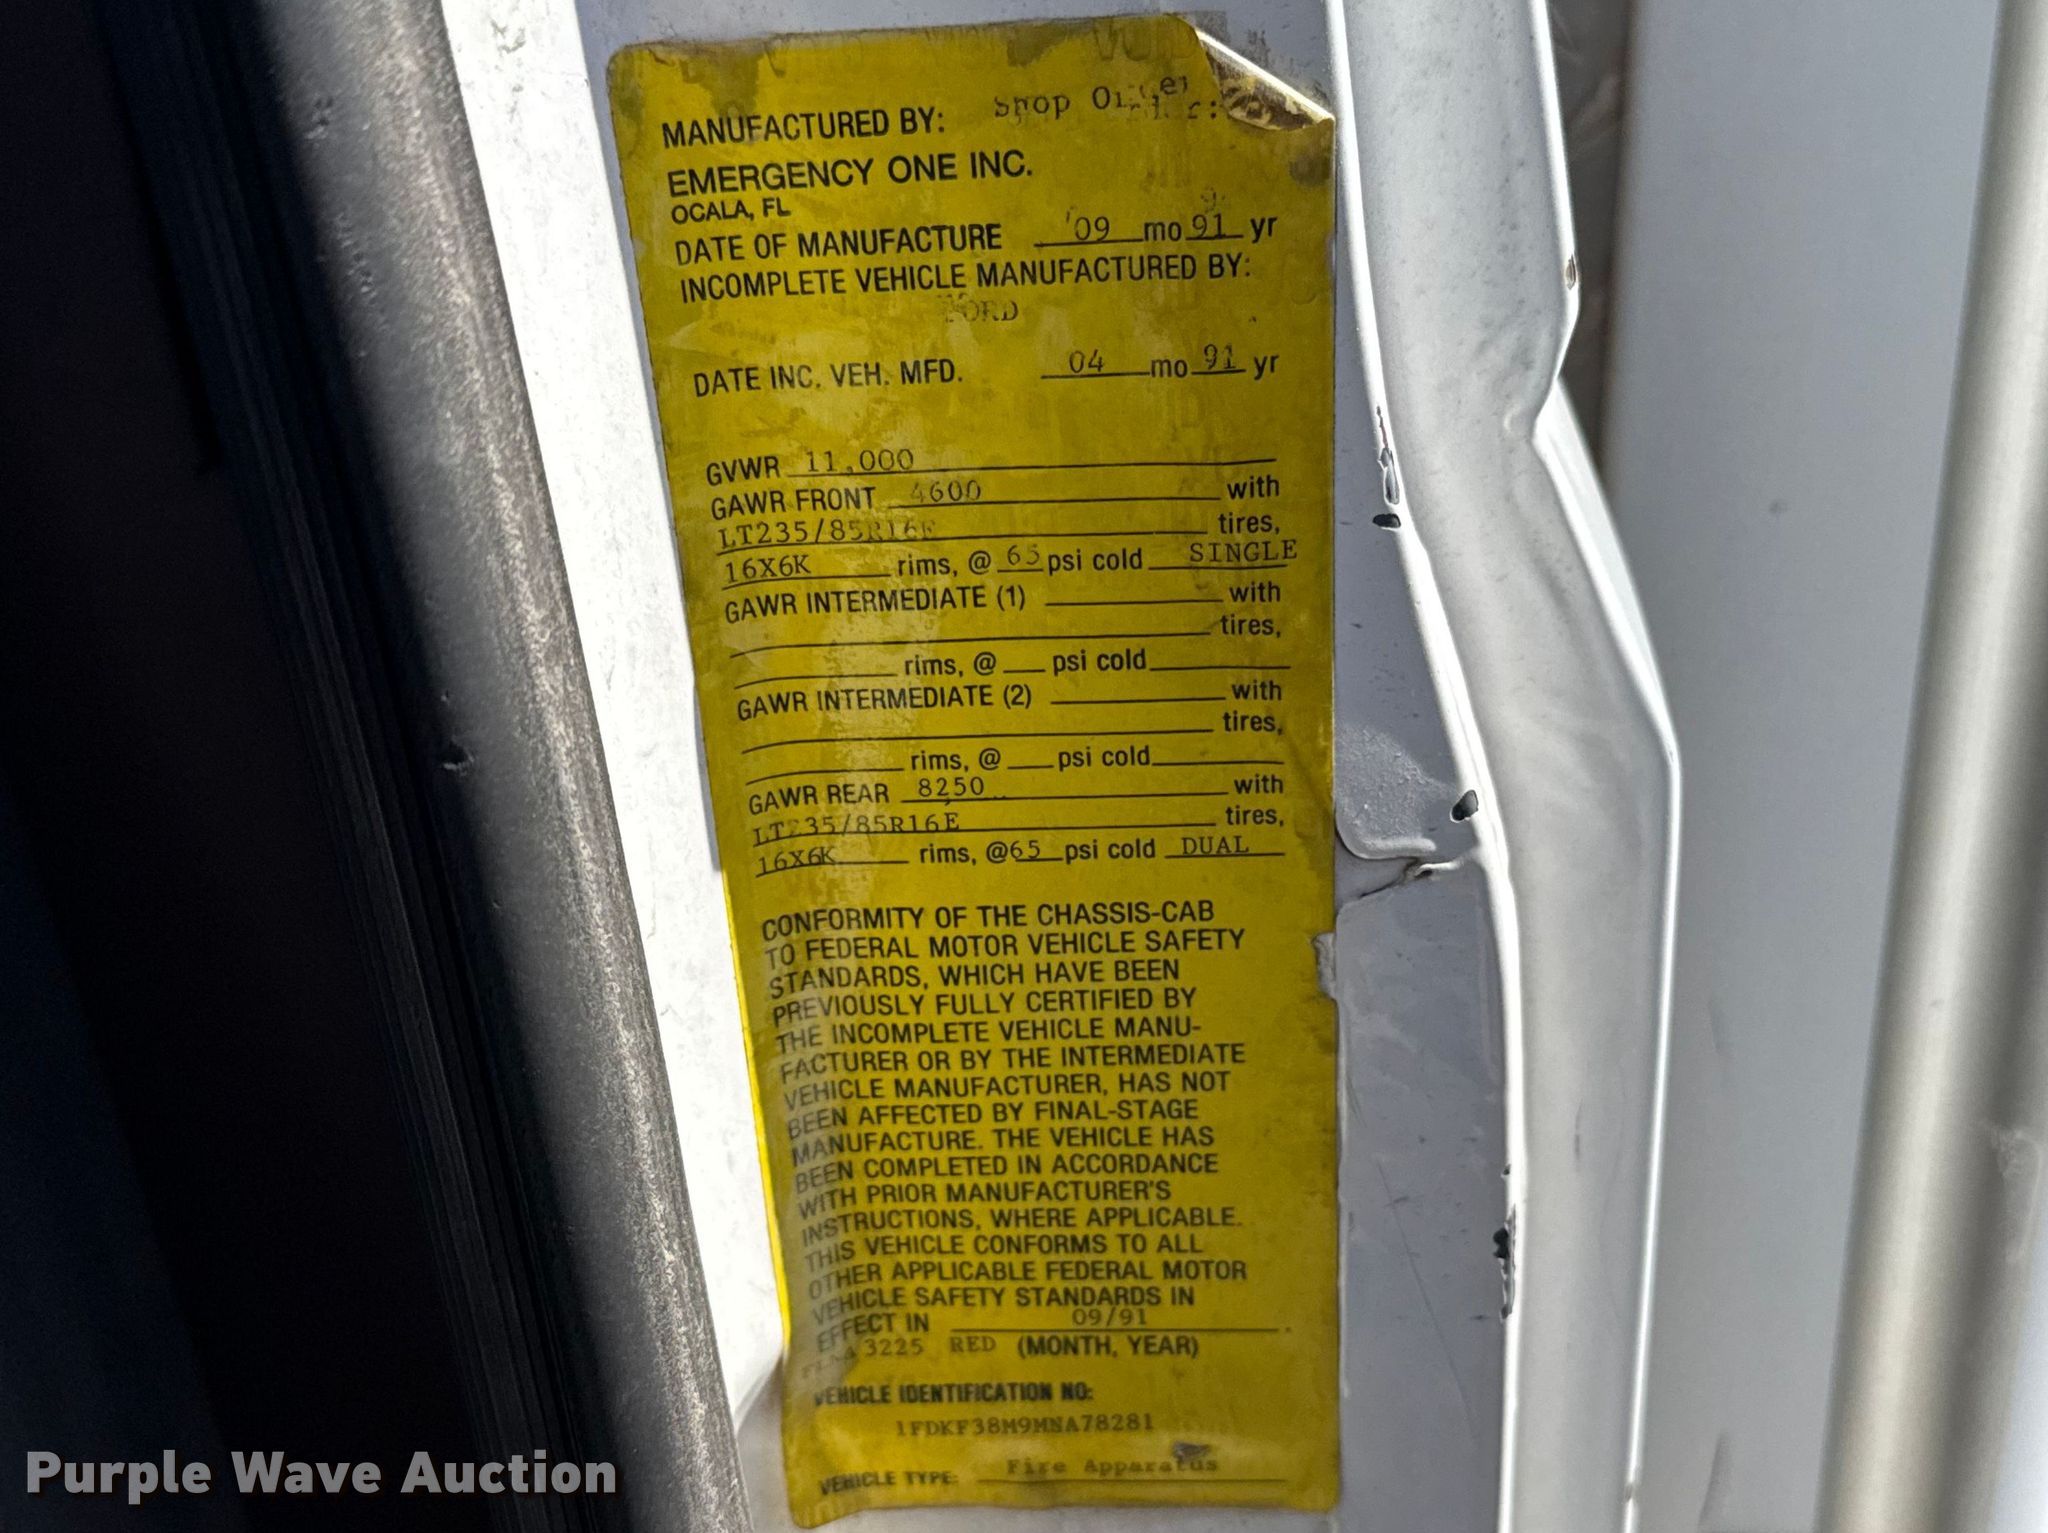 MANUFACTURED BY: Shop Order
EMERGENCY ONE INC.
OCALA, FL
DATE OF MANUFACTURE 09 mo 91 yr
INCOMPLETE VEHICLE MANUFACTURED BY:
FORD
DATE INC. VEH. MFD. 04 mo 91 yr
GVWR 11,000
GAWR FRONT 4600 with
LT235/85R16E tires,
16X6K rims, @ 65 psi cold SINGLE
GAWR INTERMEDIATE (1) with
tires,
rims, @ psi cold
GAWR INTERMEDIATE (2) with
tires,
rims, @ psi cold
GAWR REAR 8250 with
LT235/85R16E tires,
16X6K rims, @65 psi cold DUAL
CONFORMITY OF THE CHASSIS-CAB
TO FEDERAL MOTOR VEHICLE SAFETY
STANDARDS, WHICH HAVE BEEN
PREVIOUSLY FULLY CERTIFIED BY
THE INCOMPLETE VEHICLE MANU-
FACTURER OR BY THE INTERMEDIATE
VEHICLE MANUFACTURER, HAS NOT
BEEN AFFECTED BY FINAL-STAGE
MANUFACTURE. THE VEHICLE HAS
BEEN COMPLETED IN ACCORDANCE
WITH PRIOR MANUFACTURER'S
INSTRUCTIONS, WHERE APPLICABLE.
THIS VEHICLE CONFORMS TO ALL
OTHER APPLICABLE FEDERAL MOTOR
VEHICLE SAFETY STANDARDS IN
EFFECT IN 09/91.
3225 RED (MONTH, YEAR)
VEHICLE IDENTIFICATION NO:
1FDKF38M9MNA78281
VEHICLE TYPE: Fire Apparatus
Purple Wave Auction